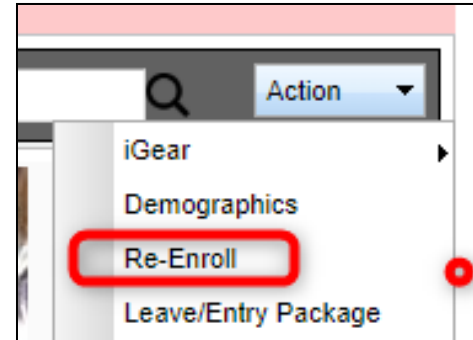 Action
iGear
Demographics
Re-Enroll
Leave/Entry Package